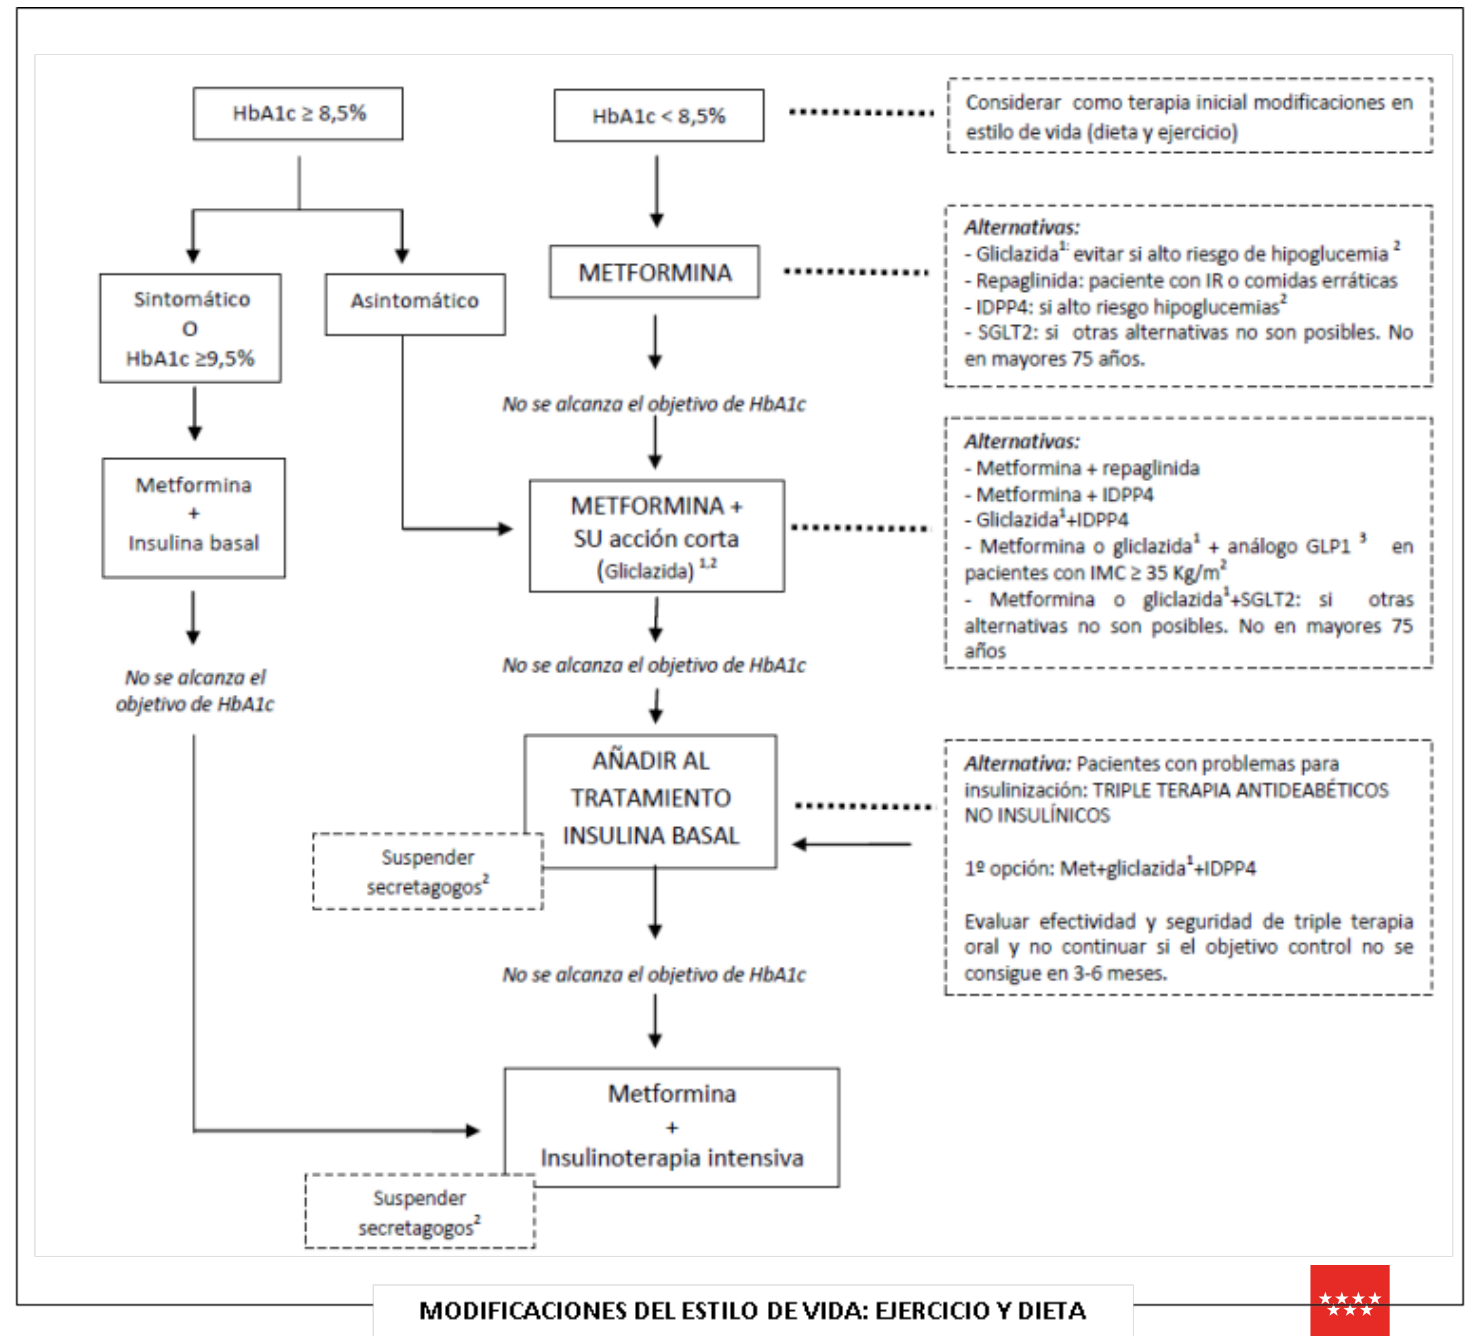 HbA1c ≥ 8,5%
HbA1c < 8,5%
Considerar como terapia inicial modificaciones en
estilo de vida (dieta y ejercicio)
Sintomático
O
HbA1c ≥9,5%
Asintomático
METFORMINA
Alternativas:
- Gliclazida¹: evitar si alto riesgo de hipoglucemia ²
- Repaglinida: paciente con IR o comidas erráticas
- IDPP4: si alto riesgo hipoglucemias²
- SGLT2: si otras alternativas no son posibles. No
en mayores 75 años.
No se alcanza el objetivo de HbA1c
Metformina
+
Insulina basal
METFORMINA +
SU acción corta
(Gliclazida) ¹,²
Alternativas:
- Metformina + repaglinida
- Metformina + IDPP4
- Gliclazida¹+IDPP4
- Metformina o gliclazida¹ + análogo GLP1 ³ en
pacientes con IMC ≥ 35 Kg/m²
- Metformina o gliclazida¹+SGLT2: si otras
alternativas no son posibles. No en mayores 75
años
No se alcanza el
objetivo de HbA1c
No se alcanza el objetivo de HbA1c
AÑADIR AL
TRATAMIENTO
INSULINA BASAL
Suspender
secretagogos²
Alternativa: Pacientes con problemas para
insulinización: TRIPLE TERAPIA ANTIDEABÉTICOS
NO INSULÍNICOS
1º opción: Met+gliclazida¹+IDPP4
Evaluar efectividad y seguridad de triple terapia
oral y no continuar si el objetivo control no se
consigue en 3-6 meses.
No se alcanza el objetivo de HbA1c
Metformina
+
Insulinoterapia intensiva
Suspender
secretagogos²
MODIFICACIONES DEL ESTILO DE VIDA: EJERCICIO Y DIETA